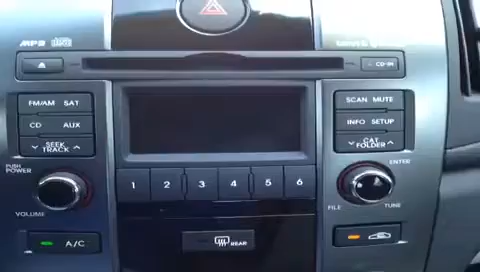 MP3
CD-IN
FM/AM SAT
CD AUX
SEEK
TRACK
SCAN MUTE
INFO SETUP
CAT
FOLDER
PUSH
POWER
VOLUME
1 2 3 4 5 6
ENTER
FILE TUNE
A/C
REAR